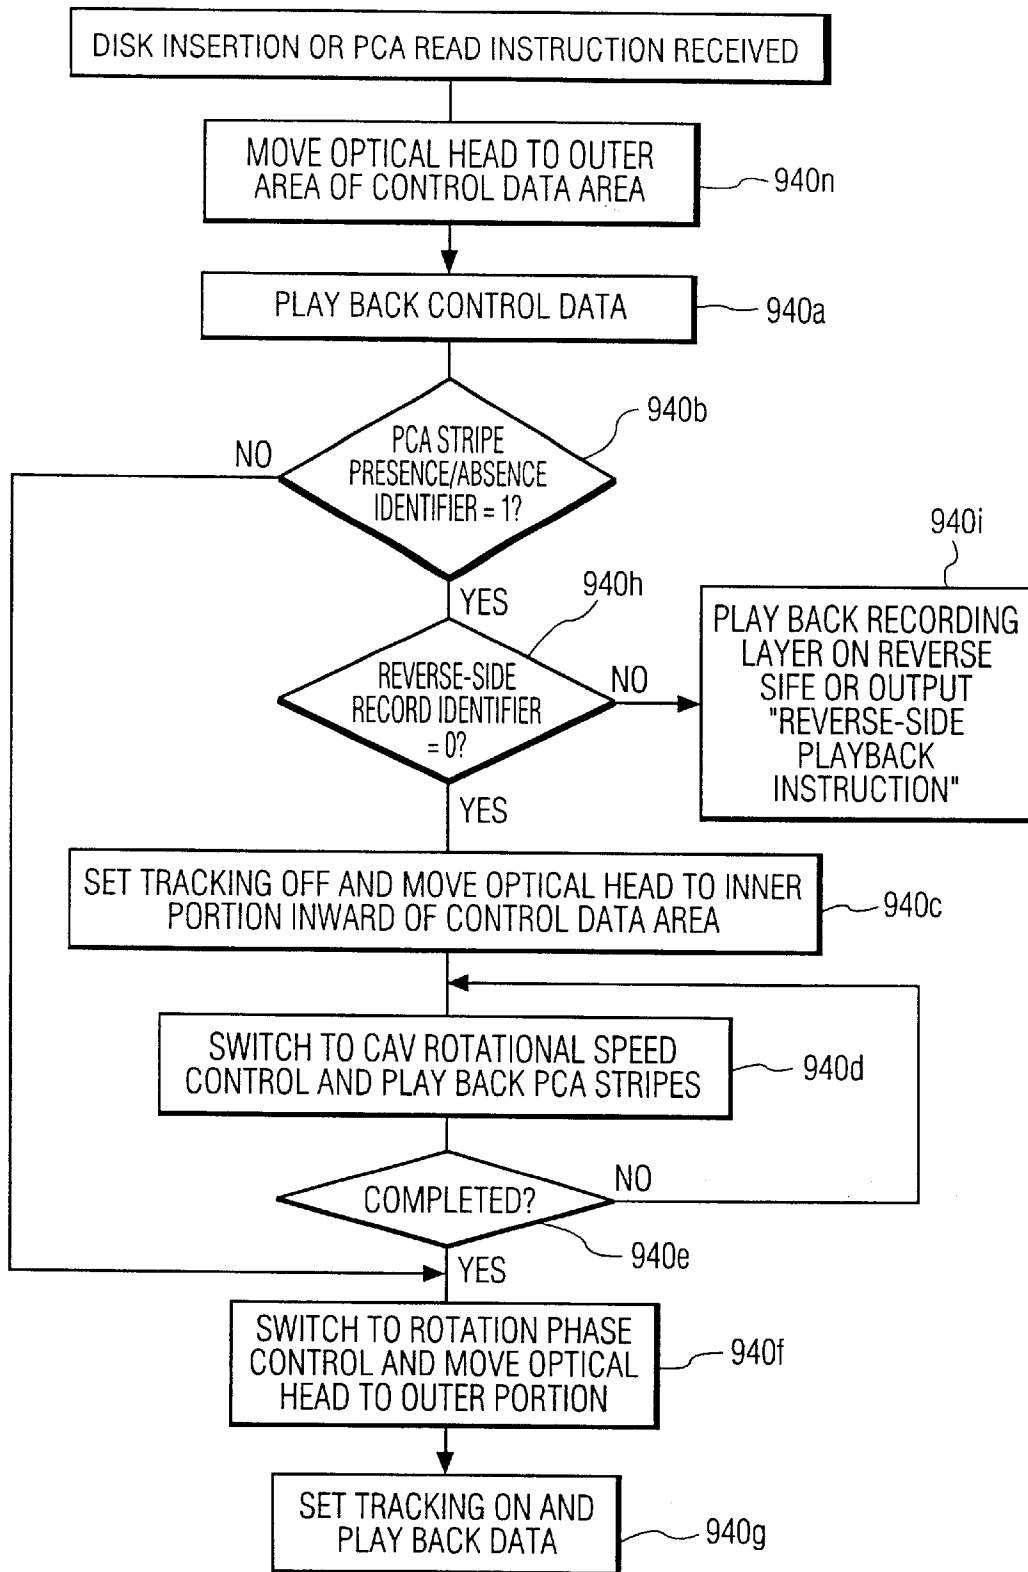 DISK INSERTION OR PCA READ INSTRUCTION RECEIVED
MOVE OPTICAL HEAD TO OUTER
AREA OF CONTROL DATA AREA
940n
PLAY BACK CONTROL DATA
940a
940b
PCA STRIPE
PRESENCE/ABSENCE
IDENTIFIER = 1?
NO
YES
940h
REVERSE-SIDE
RECORD IDENTIFIER
= 0?
NO
940i
PLAY BACK RECORDING
LAYER ON REVERSE
SIFE OR OUTPUT
"REVERSE-SIDE
PLAYBACK
INSTRUCTION"
YES
SET TRACKING OFF AND MOVE OPTICAL HEAD TO INNER
PORTION INWARD OF CONTROL DATA AREA
940c
SWITCH TO CAV ROTATIONAL SPEED
CONTROL AND PLAY BACK PCA STRIPES
940d
COMPLETED?
NO
940e
YES
SWITCH TO ROTATION PHASE
CONTROL AND MOVE OPTICAL
HEAD TO OUTER PORTION
940f
SET TRACKING ON AND
PLAY BACK DATA
940g